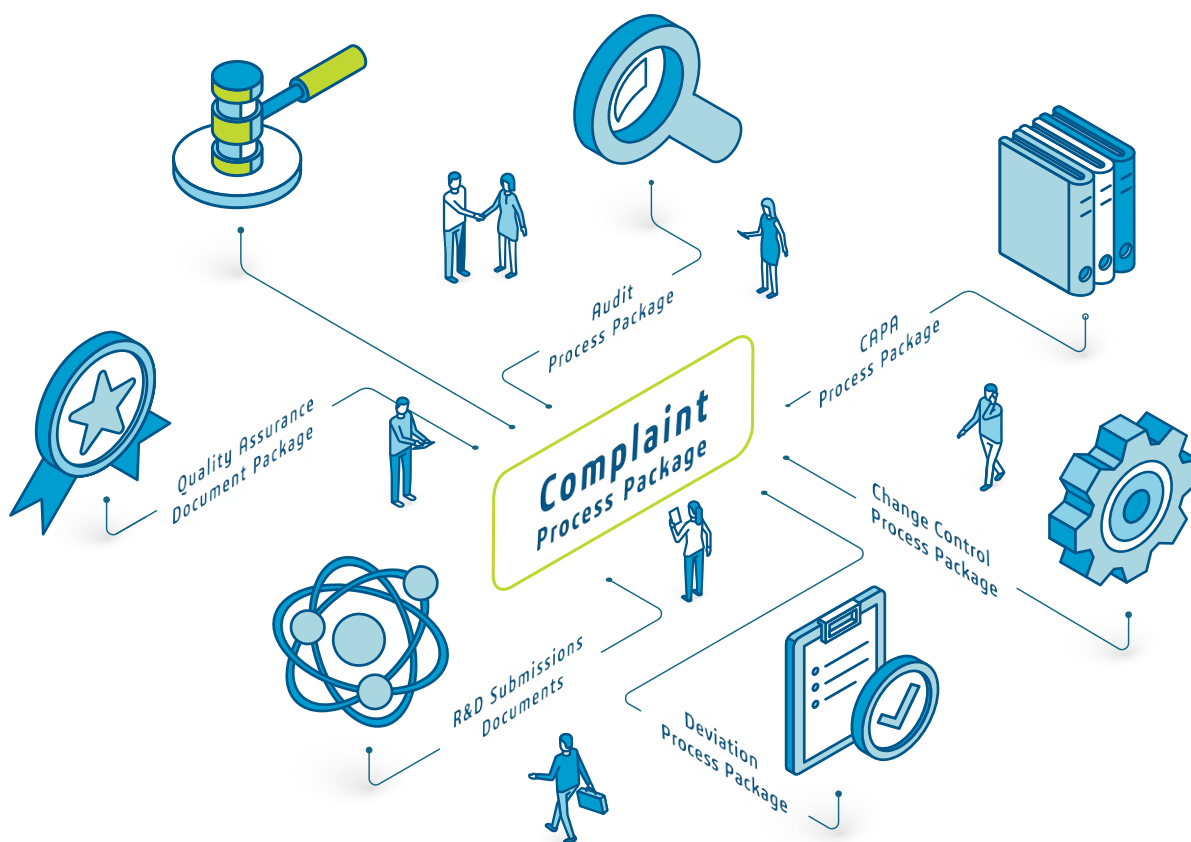 Audit
Process Package
CAPA
Process Package
Quality Assurance
Document Package
Complaint
Process Package
Change Control
Process Package
R&D Submissions
Documents
Deviation
Process Package